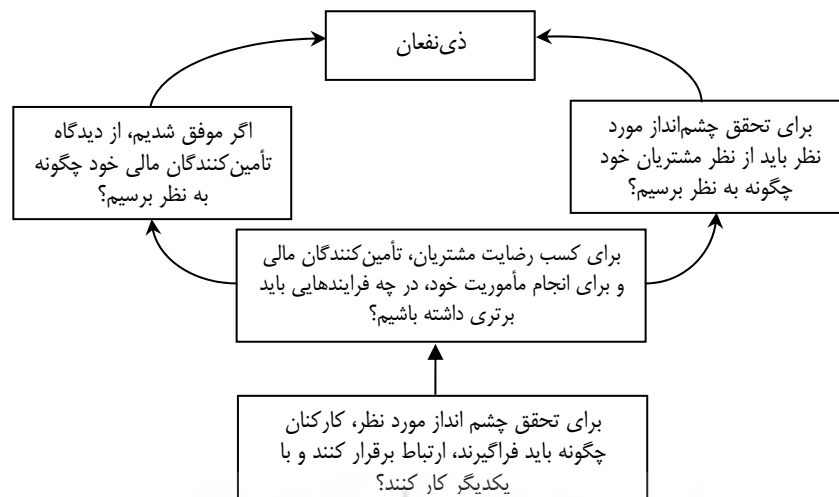 ذی‌نفعان
برای تحقق چشم‌انداز مورد
نظر باید از نظر مشتریان خود
چگونه به نظر برسیم؟
اگر موفق شدیم، از دیدگاه
تأمین‌کنندگان مالی خود چگونه
به نظر برسیم؟
برای کسب رضایت مشتریان، تأمین‌کنندگان مالی
و برای انجام مأموریت خود، در چه فرایندهایی باید
برتری داشته باشیم؟
برای تحقق چشم انداز مورد نظر، کارکنان
چگونه باید فراگیرند، ارتباط برقرار کنند و با
یکدیگر کار کنند؟